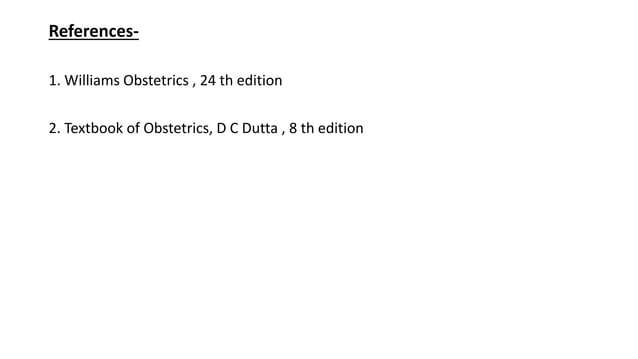 References-
1. Williams Obstetrics , 24 th edition
2. Textbook of Obstetrics, D C Dutta , 8 th edition